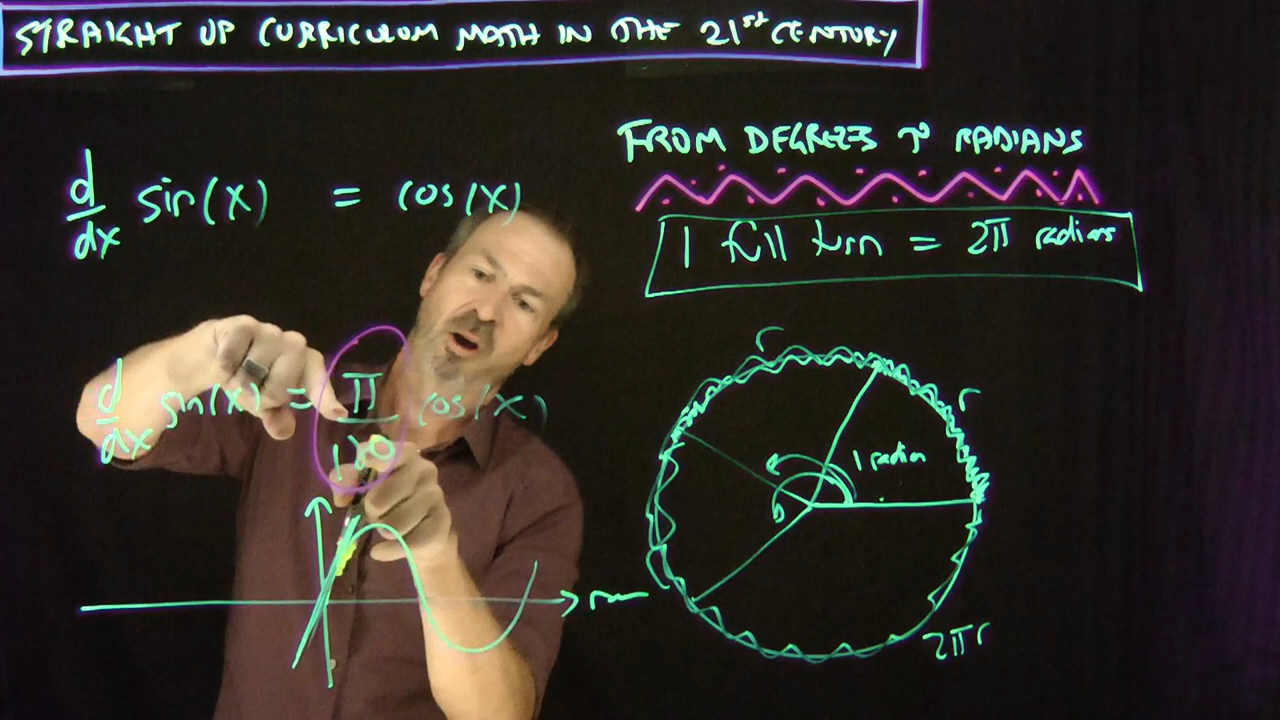 STRAIGHT UP CURRICULUM MATH IN THE 21st CENTURY
FROM DEGREES TO RADIANS
1 full turn = 2π radians
d/dx sin(x) = cos(x)
d/dx sin(x) = π/180 cos(x)
r
r
1 radian
2πr